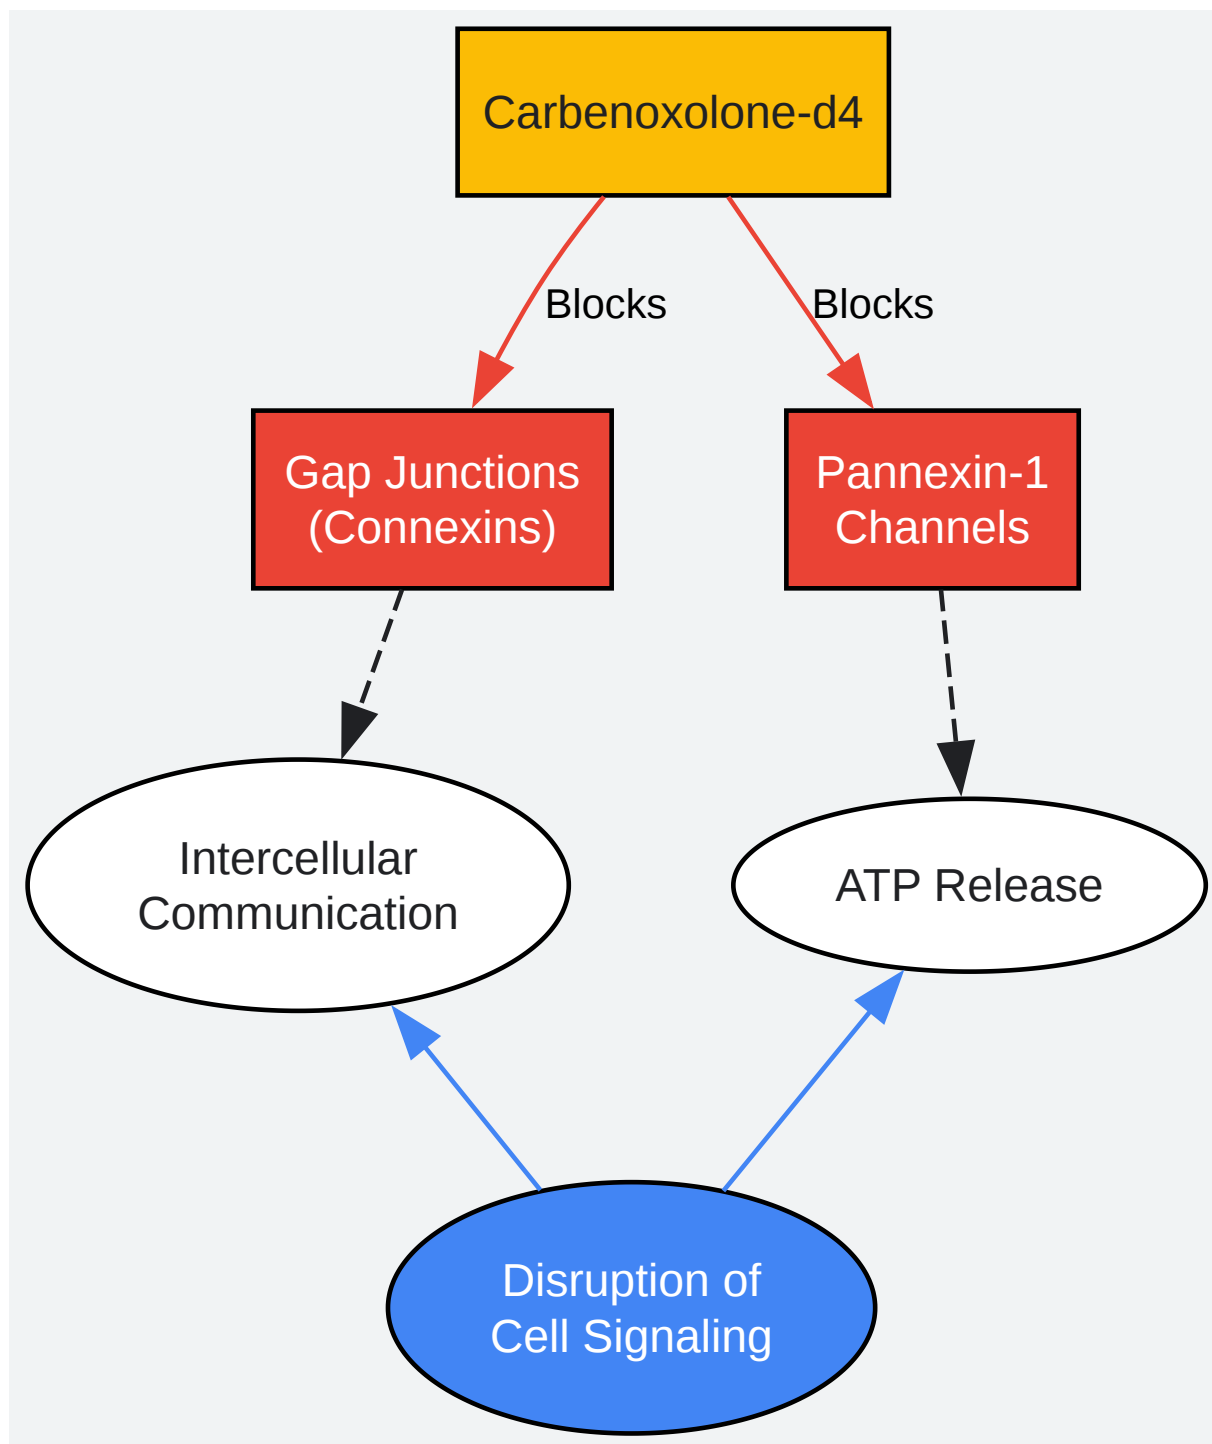 Carbenoxolone-d4
Blocks
Blocks
Gap Junctions
(Connexins)
Pannexin-1
Channels
Intercellular
Communication
ATP Release
Disruption of
Cell Signaling